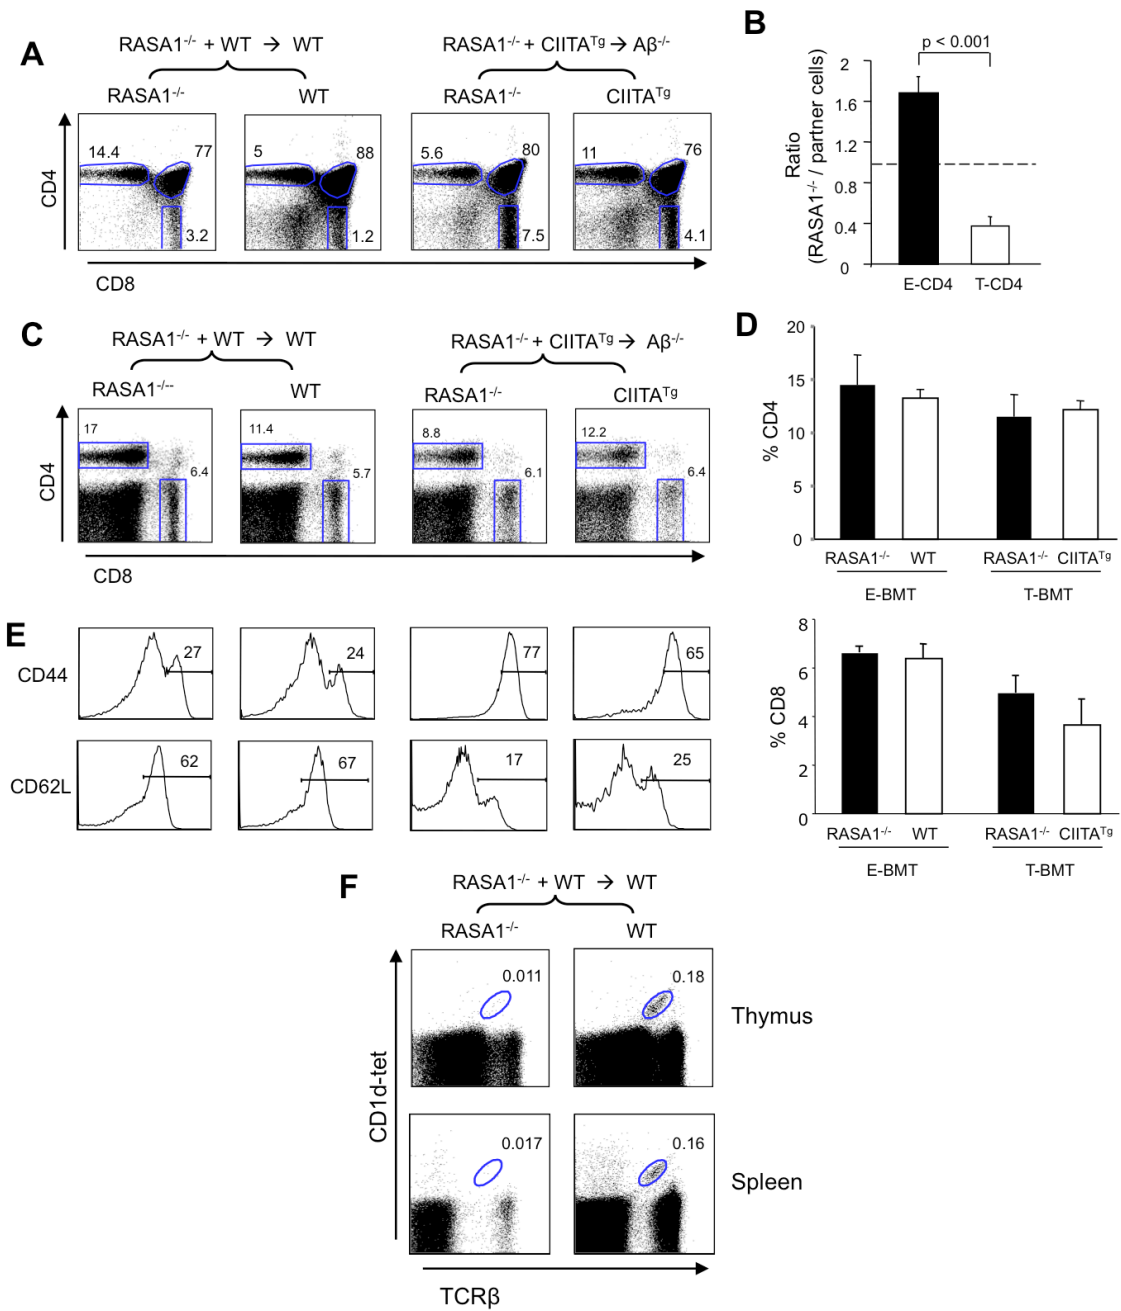 A
RASA1-/- + WT → WT
RASA1-/- + CIITATg → Aβ-/-
RASA1-/-
WT
RASA1-/-
CIITATg
CD4
14.4
77
3.2
5
88
1.2
5.6
80
7.5
11
76
4.1
CD8
B
p < 0.001
Ratio
(RASA1-/- / partner cells)
2
1.6
1.2
0.8
0.4
0
E-CD4
T-CD4
C
RASA1-/- + WT → WT
RASA1-/- + CIITATg → Aβ-/-
RASA1-/--
WT
RASA1-/-
CIITATg
CD4
17
6.4
11.4
5.7
8.8
6.1
12.2
6.4
CD8
D
% CD4
20
15
10
5
0
RASA1-/- WT
RASA1-/- CIITATg
E-BMT
T-BMT
% CD8
8
6
4
2
0
RASA1-/- WT
RASA1-/- CIITATg
E-BMT
T-BMT
E
CD44
27
24
77
65
CD62L
62
67
17
25
F
RASA1-/- + WT → WT
RASA1-/-
WT
CD1d-tet
0.011
0.18
Thymus
0.017
0.16
Spleen
TCRβ